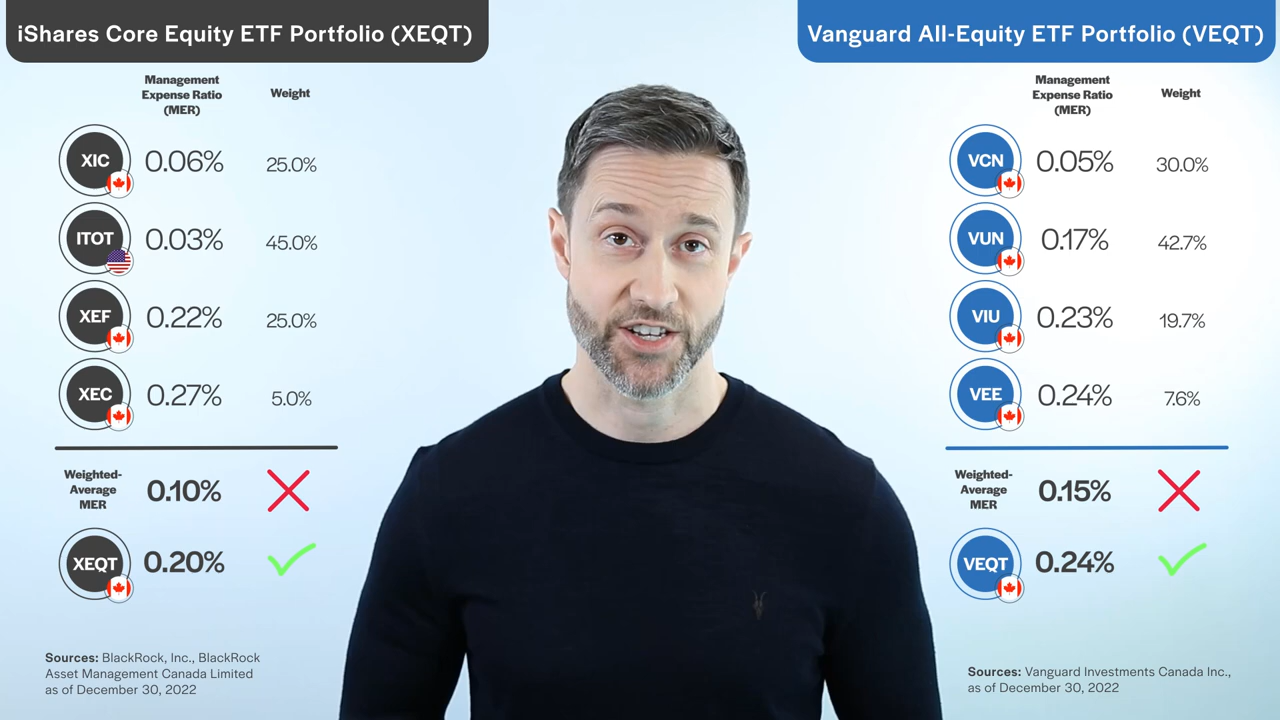 iShares Core Equity ETF Portfolio (XEQT)
Management
Expense Ratio
(MER)
Weight
XIC 0.06% 25.0%
ITOT 0.03% 45.0%
XEF 0.22% 25.0%
XEC 0.27% 5.0%
Weighted-
Average
MER
0.10%
XEQT 0.20%
Sources: BlackRock, Inc., BlackRock
Asset Management Canada Limited
as of December 30, 2022
Vanguard All-Equity ETF Portfolio (VEQT)
Management
Expense Ratio
(MER)
Weight
VCN 0.05% 30.0%
VUN 0.17% 42.7%
VIU 0.23% 19.7%
VEE 0.24% 7.6%
Weighted-
Average
MER
0.15%
VEQT 0.24%
Sources: Vanguard Investments Canada Inc.,
as of December 30, 2022